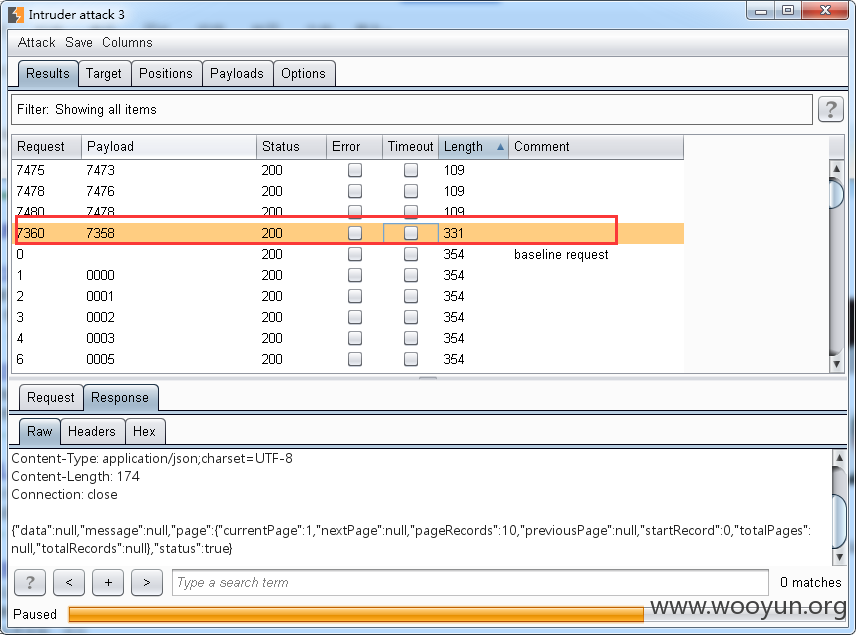 Intruder attack 3
Attack Save Columns
Results Target Positions Payloads Options
Filter: Showing all items ?
Request Payload Status Error Timeout Length Comment
7475 7473 200 109
7478 7476 200 109
7480 7478 200 109
7360 7358 200 331
0 200 354 baseline request
1 0000 200 354
2 0001 200 354
3 0002 200 354
4 0003 200 354
6 0005 200 354
Request Response
Raw Headers Hex
Content-Type: application/json;charset=UTF-8
Content-Length: 174
Connection: close
{"data":null,"message":null,"page":{"currentPage":1,"nextPage":null,"pageRecords":10,"previousPage":null,"startRecord":0,"totalPages":
null,"totalRecords":null},"status":true}
? < + > Type a search term 0 matches
Paused
www.wooyun.org